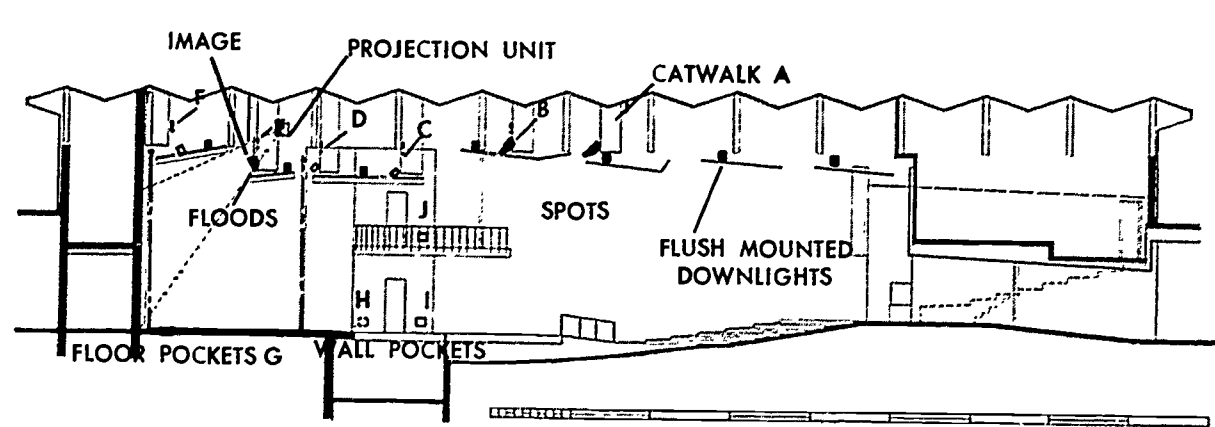 IMAGE
PROJECTION UNIT
CATWALK A
F
E
D
C
B
FLOODS
J
SPOTS
FLUSH MOUNTED
DOWNLIGHTS
H
I
FLOOR POCKETS G
WALL POCKETS